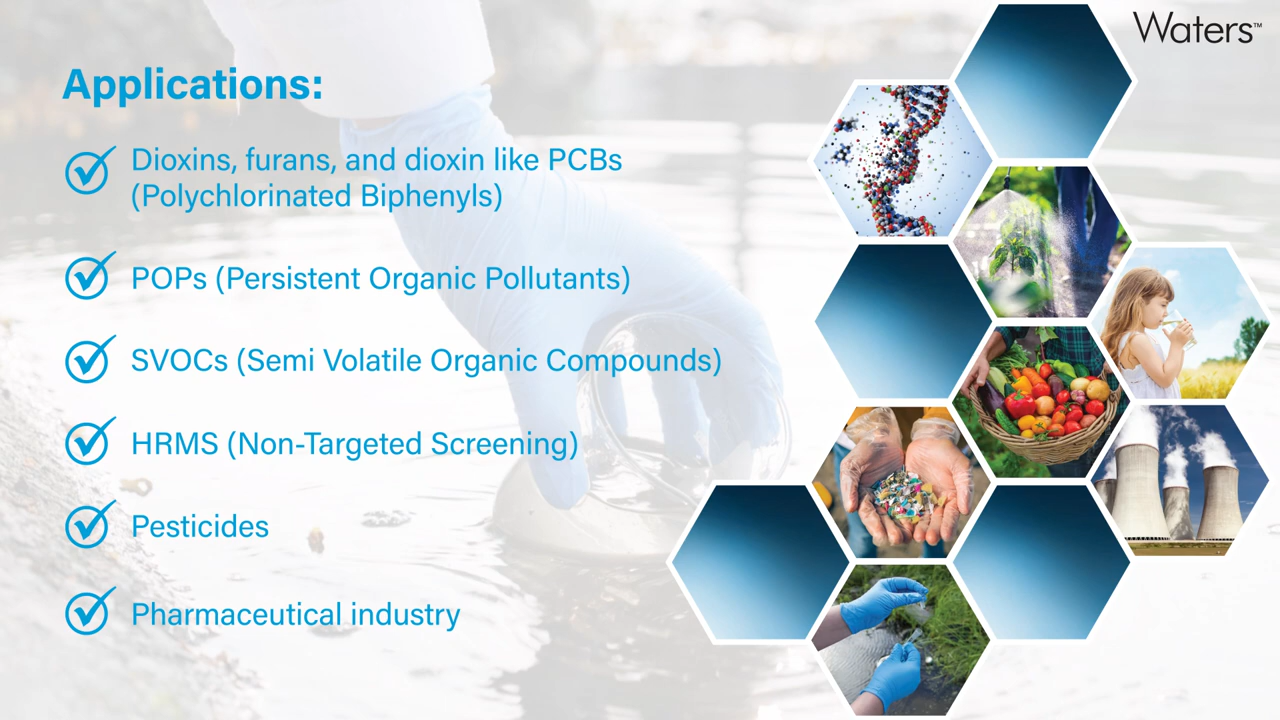 Waters™
Applications:
Dioxins, furans, and dioxin like PCBs
(Polychlorinated Biphenyls)
POPs (Persistent Organic Pollutants)
SVOCs (Semi Volatile Organic Compounds)
HRMS (Non-Targeted Screening)
Pesticides
Pharmaceutical industry